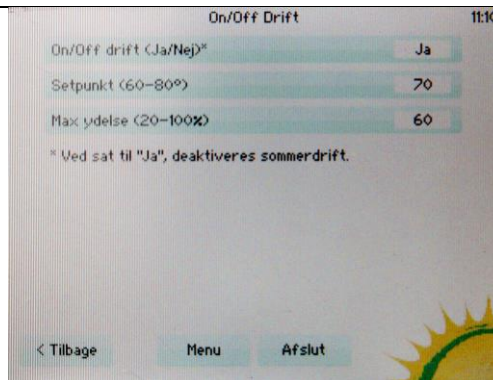 On/Off Drift
11:10
On/Off drift (Ja/Nej)*
Ja
Setpunkt (60-80º)
70
Max ydelse (20-100%)
60
* Ved sat til "Ja", deaktiveres sommerdrift.
< Tilbage
Menu
Afslut